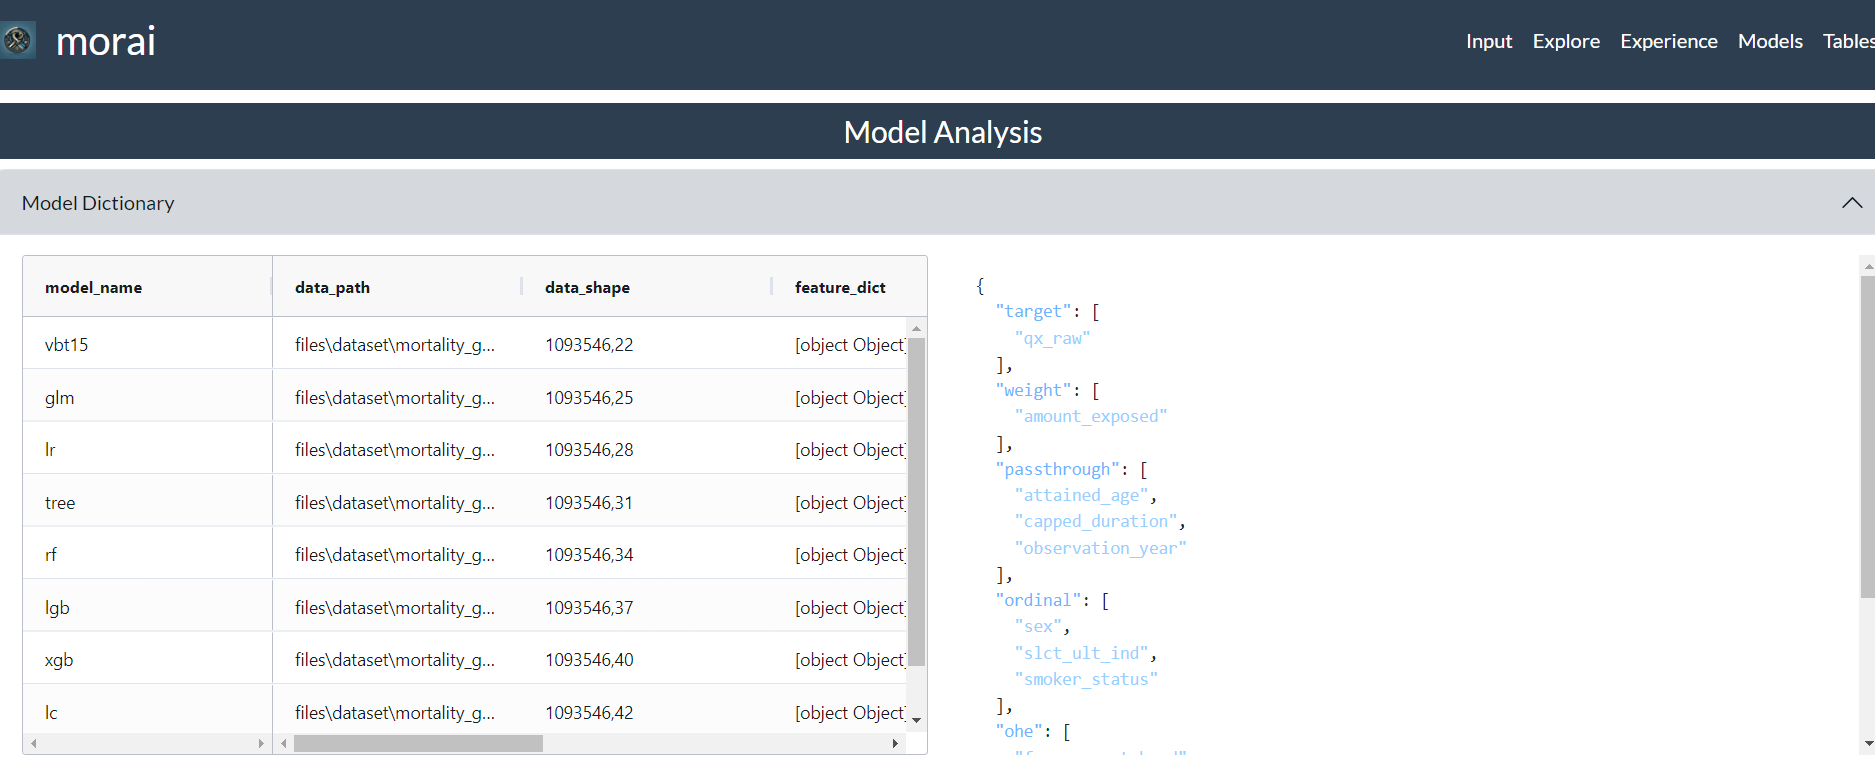 morai
Input Explore Experience Models Tables
Model Analysis
Model Dictionary
model_name data_path data_shape feature_dict
vbt15 files\dataset\mortality_g... 1093546,22 [object Object]
glm files\dataset\mortality_g... 1093546,25 [object Object]
lr files\dataset\mortality_g... 1093546,28 [object Object]
tree files\dataset\mortality_g... 1093546,31 [object Object]
rf files\dataset\mortality_g... 1093546,34 [object Object]
lgb files\dataset\mortality_g... 1093546,37 [object Object]
xgb files\dataset\mortality_g... 1093546,40 [object Object]
lc files\dataset\mortality_g... 1093546,42 [object Object]
{
"target": [
"qx_raw"
],
"weight": [
"amount_exposed"
],
"passthrough": [
"attained_age",
"capped_duration",
"observation_year"
],
"ordinal": [
"sex",
"slct_ult_ind",
"smoker_status"
],
"ohe": [